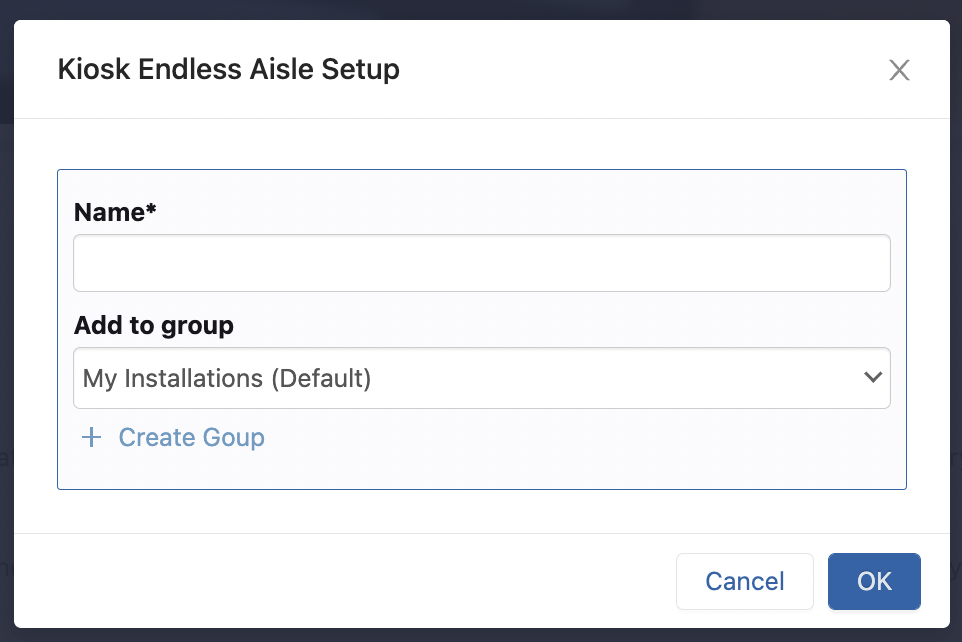 Kiosk Endless Aisle Setup
Name*
Add to group
My Installations (Default)
+ Create Goup
Cancel
OK